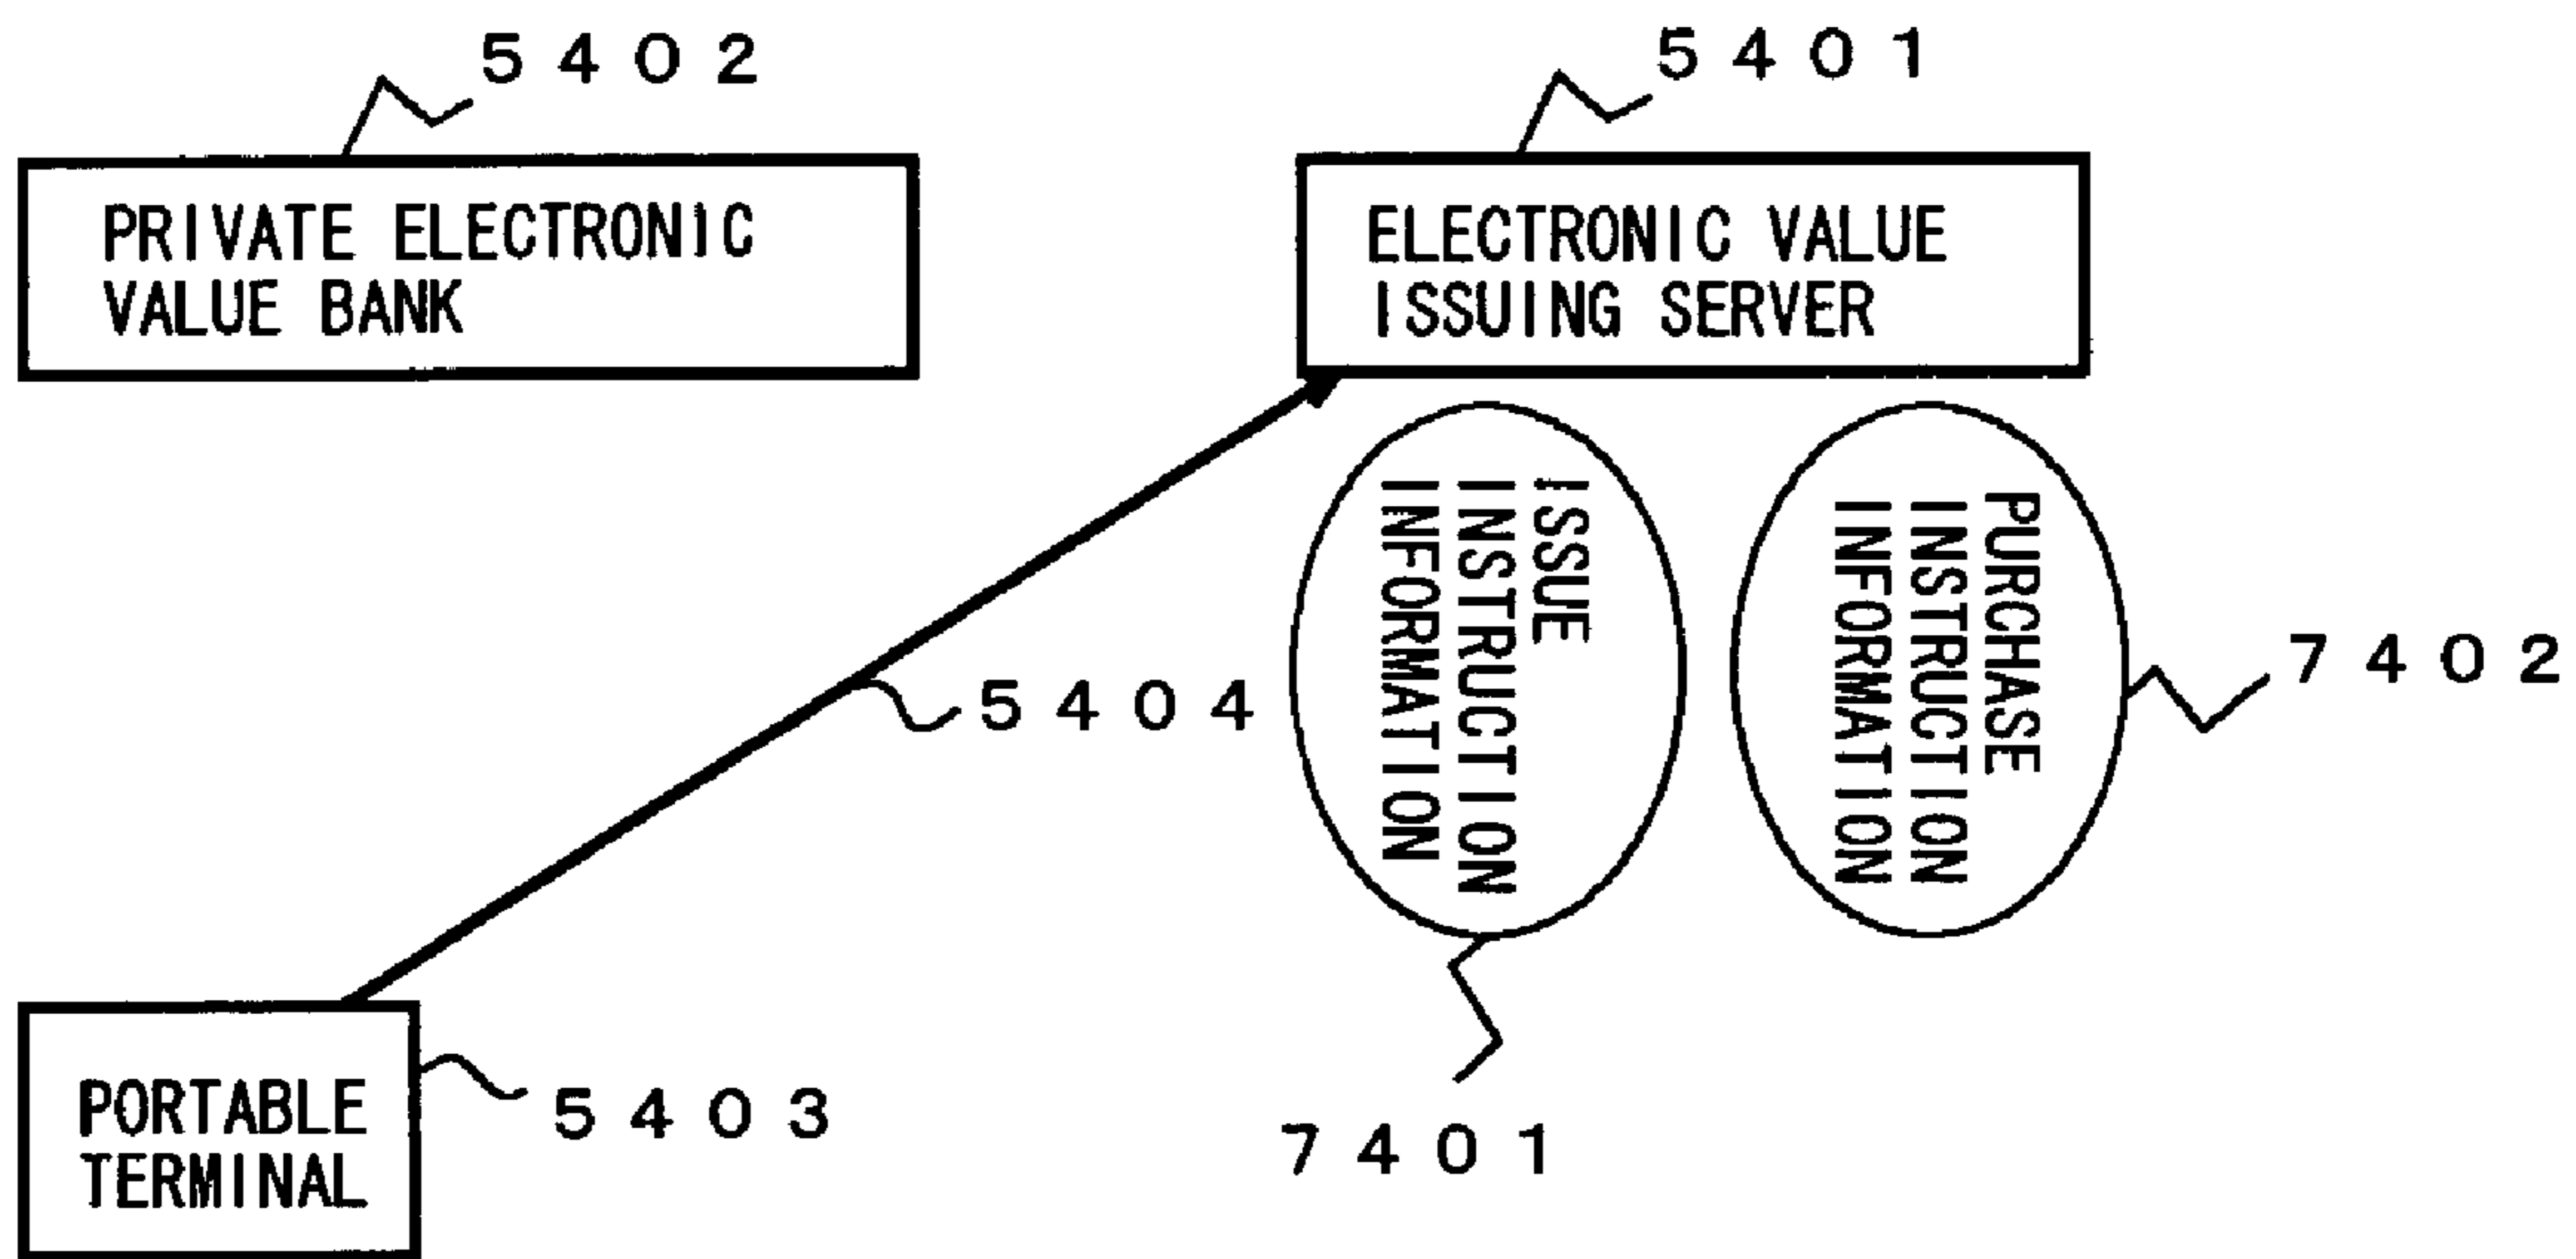 5402
5401
PRIVATE ELECTRONIC
VALUE BANK
ELECTRONIC VALUE
ISSUING SERVER
ISSUE
INSTRUCTION
INFORMATION
PURCHASE
INSTRUCTION
INFORMATION
7402
5404
PORTABLE
TERMINAL
5403
7401